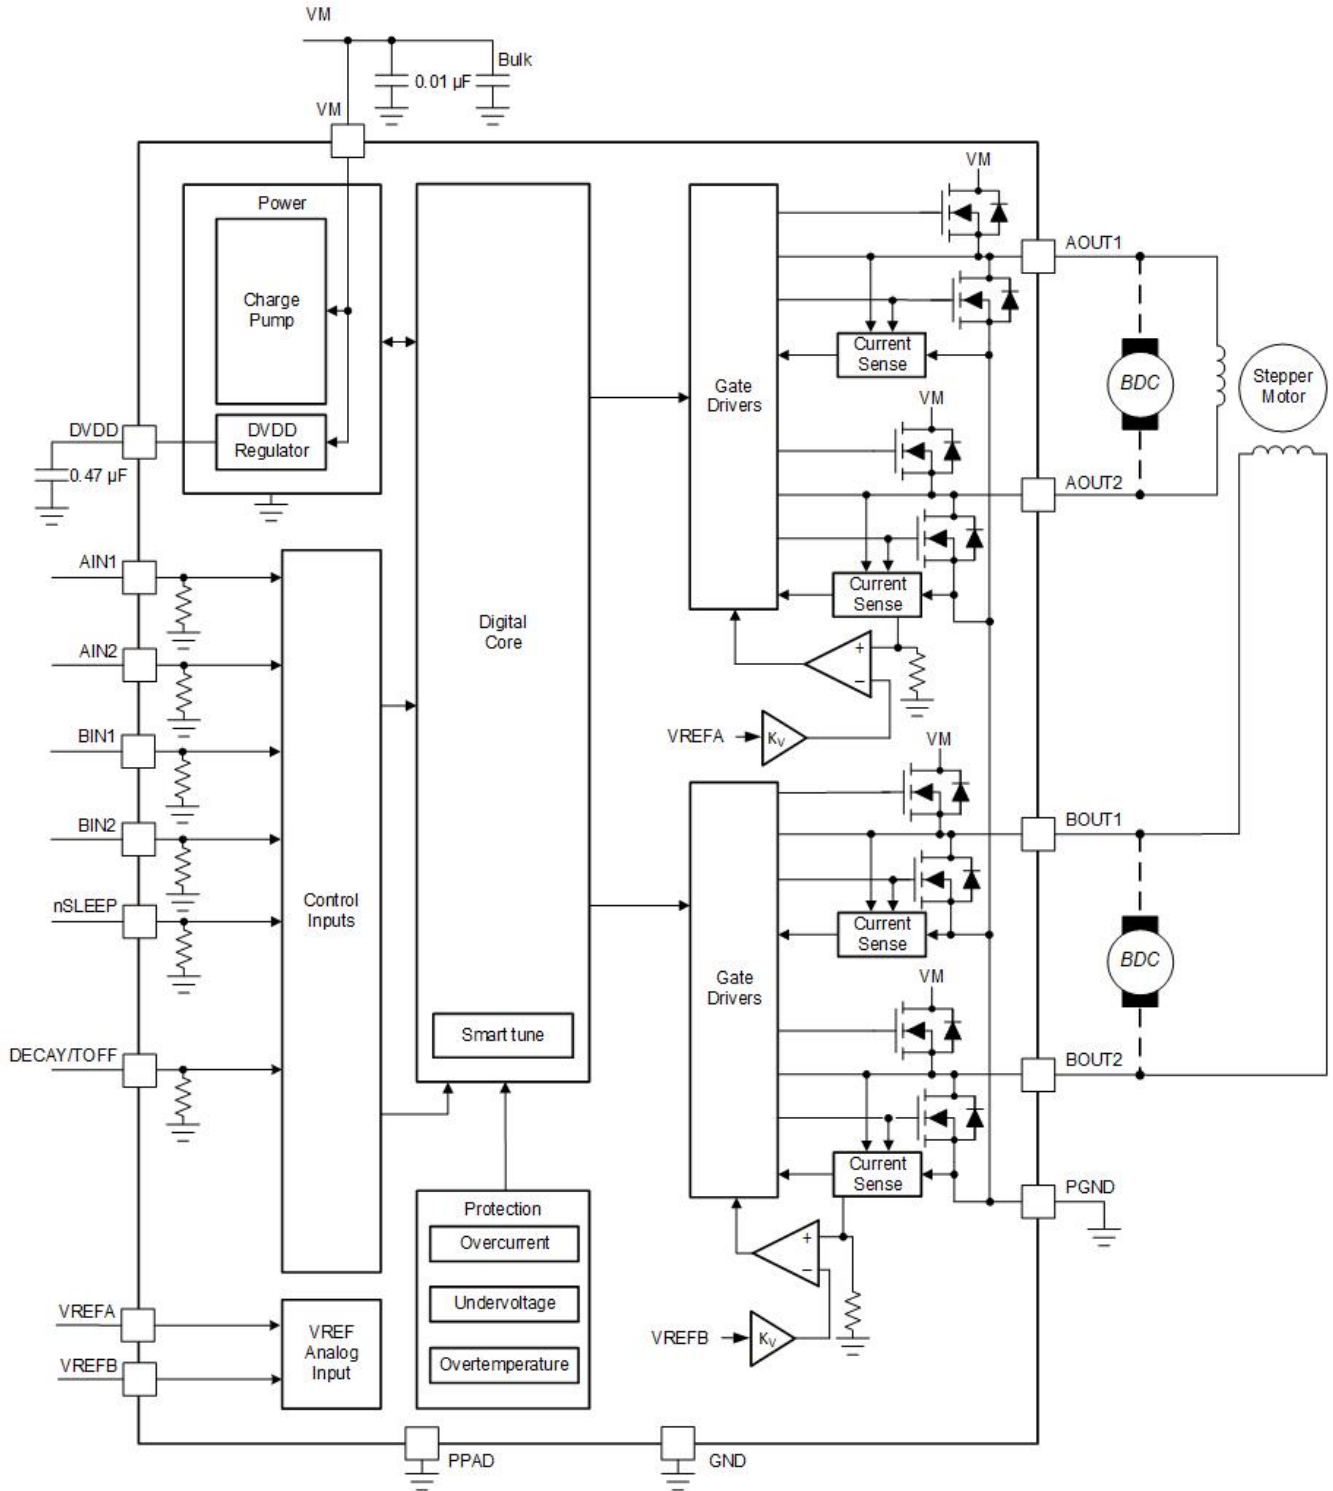 VM
Bulk
0.01 µF
VM
Power
Charge
Pump
DVDD
Regulator
DVDD
0.47 µF
AIN1
AIN2
BIN1
BIN2
nSLEEP
DECAY/TOFF
Control
Inputs
VREFA
VREFB
VREF
Analog
Input
Digital
Core
Smart tune
Protection
Overcurrent
Undervoltage
Overtemperature
PPAD
GND
Gate
Drivers
VM
Current
Sense
VM
Current
Sense
+
−
VREFA
KV
Gate
Drivers
VM
Current
Sense
VM
Current
Sense
+
−
VREFB
KV
AOUT1
BDC
Stepper
Motor
AOUT2
BOUT1
BDC
BOUT2
PGND